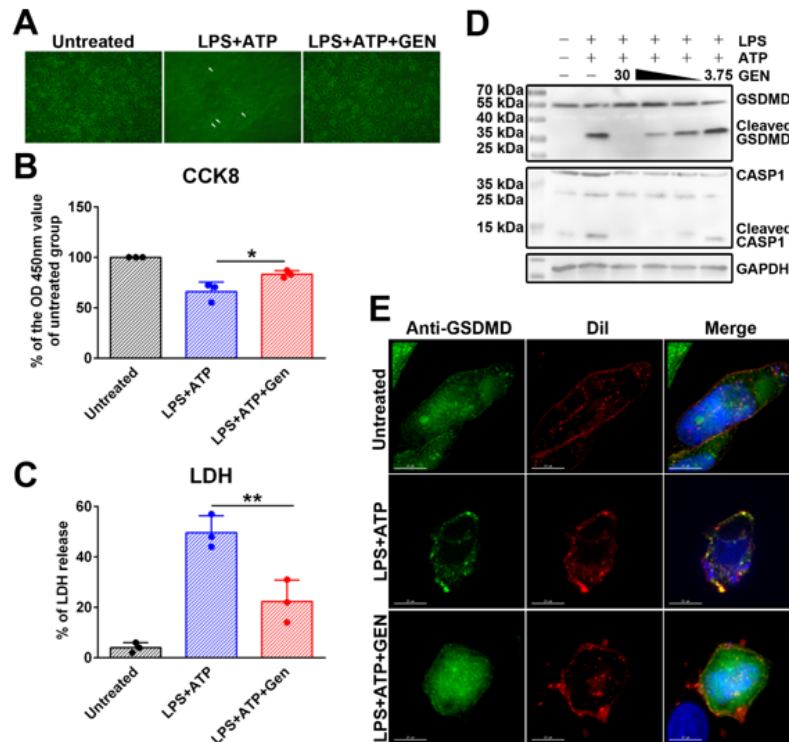 A
Untreated
LPS+ATP
LPS+ATP+GEN
B
CCK8
% of the OD 450nm value
of untreated group
150
100
50
0
*
Untreated
LPS+ATP
LPS+ATP+Gen
C
LDH
% of LDH release
60
40
20
0
**
Untreated
LPS+ATP
LPS+ATP+Gen
D
– + + + + + LPS
– + + + + + ATP
– – 30 3.75 GEN
70 kDa
55 kDa
40 kDa
35 kDa
25 kDa
GSDMD
Cleaved
GSDMD
35 kDa
25 kDa
15 kDa
CASP1
Cleaved
CASP1
GAPDH
E
Anti-GSDMD
Dil
Merge
Untreated
LPS+ATP
LPS+ATP+GEN